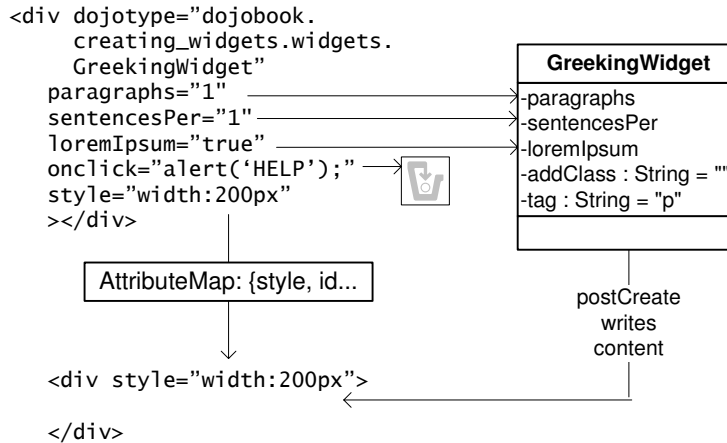 <div dojotype=”dojobook.
creating_widgets.widgets.
GreekingWidget”
paragraphs=”1”
sentencesPer=”1”
loremIpsum=”true”
onclick=”alert(‘HELP’);”
style=”width:200px”
></div>
GreekingWidget
-paragraphs
-sentencesPer
-loremIpsum
-addClass : String = ""
-tag : String = "p"
AttributeMap: {style, id...
postCreate
writes
content
<div style=”width:200px”>
</div>